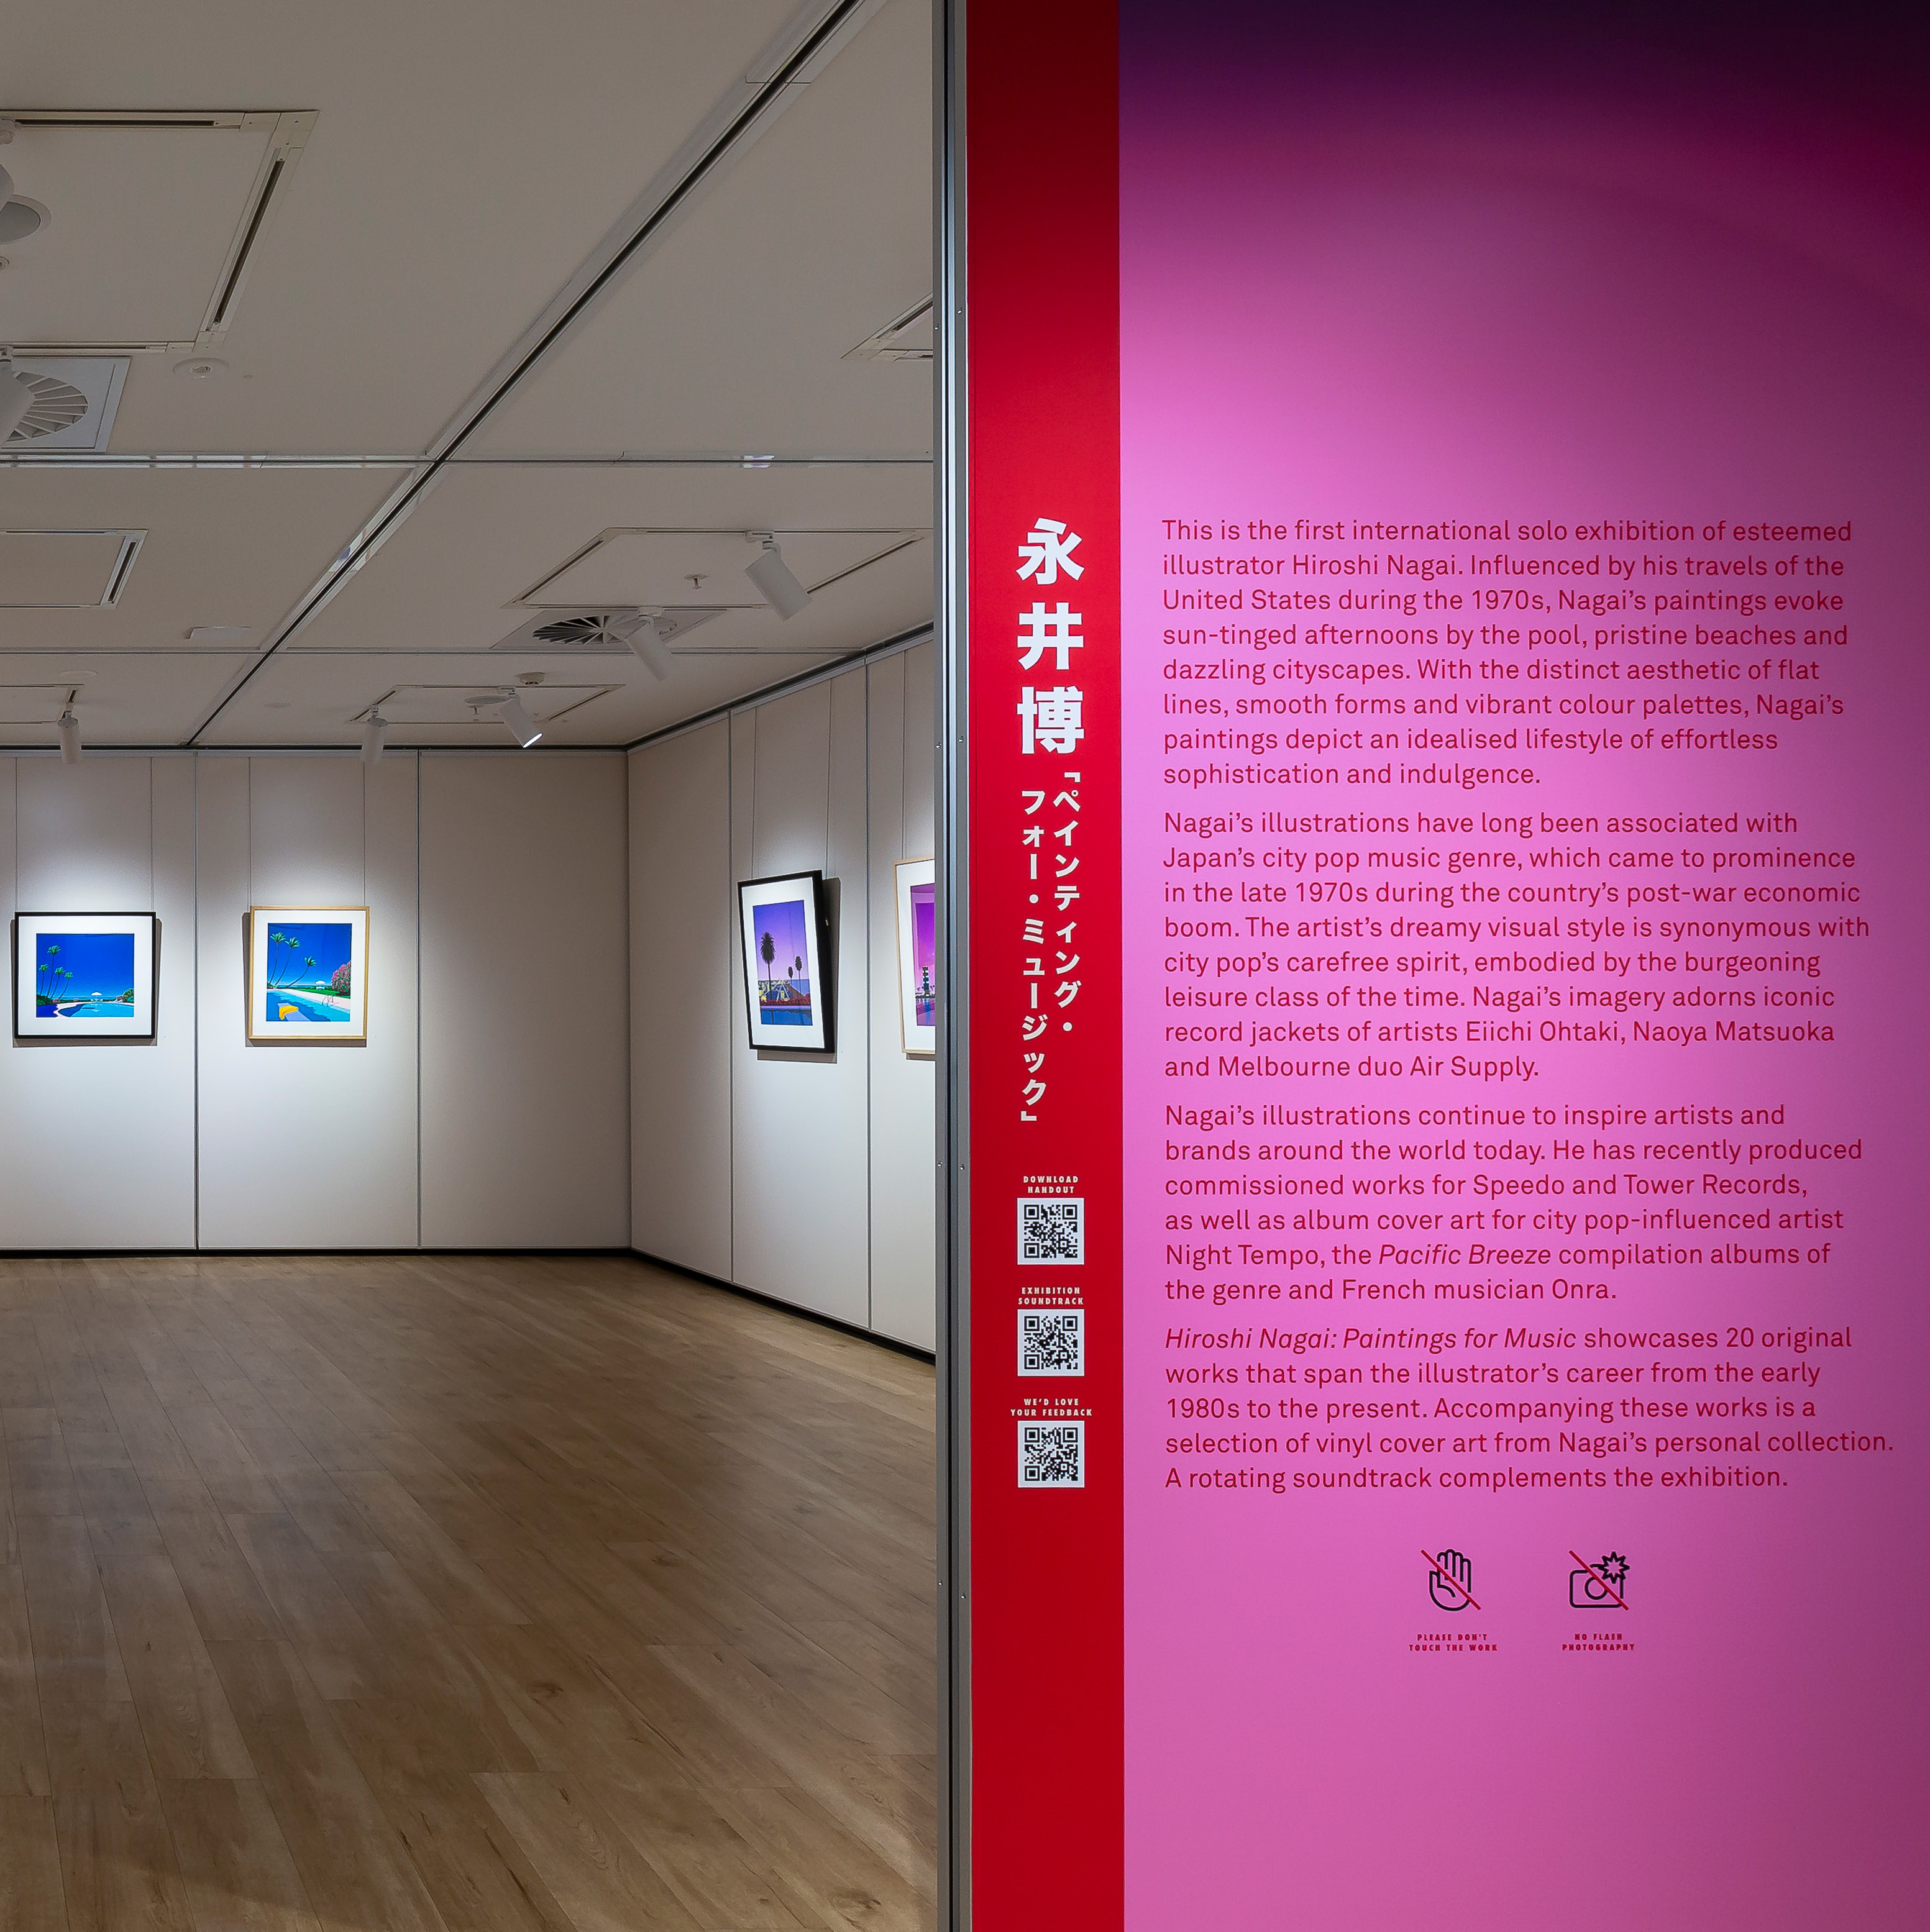 永井博
「ペインティング・
フォー・ミュージック」
DOWNLOAD
HANDOUT
EXHIBITION
SOUNDTRACK
WE'D LOVE
YOUR FEEDBACK
This is the first international solo exhibition of esteemed
illustrator Hiroshi Nagai. Influenced by his travels of the
United States during the 1970s, Nagai’s paintings evoke
sun-tinged afternoons by the pool, pristine beaches and
dazzling cityscapes. With the distinct aesthetic of flat
lines, smooth forms and vibrant colour palettes, Nagai’s
paintings depict an idealised lifestyle of effortless
sophistication and indulgence.
Nagai’s illustrations have long been associated with
Japan’s city pop music genre, which came to prominence
in the late 1970s during the country’s post-war economic
boom. The artist’s dreamy visual style is synonymous with
city pop’s carefree spirit, embodied by the burgeoning
leisure class of the time. Nagai’s imagery adorns iconic
record jackets of artists Eiichi Ohtaki, Naoya Matsuoka
and Melbourne duo Air Supply.
Nagai’s illustrations continue to inspire artists and
brands around the world today. He has recently produced
commissioned works for Speedo and Tower Records,
as well as album cover art for city pop-influenced artist
Night Tempo, the Pacific Breeze compilation albums of
the genre and French musician Onra.
Hiroshi Nagai: Paintings for Music showcases 20 original
works that span the illustrator’s career from the early
1980s to the present. Accompanying these works is a
selection of vinyl cover art from Nagai’s personal collection.
A rotating soundtrack complements the exhibition.
PLEASE DON'T
TOUCH THE WORK
NO FLASH
PHOTOGRAPHY